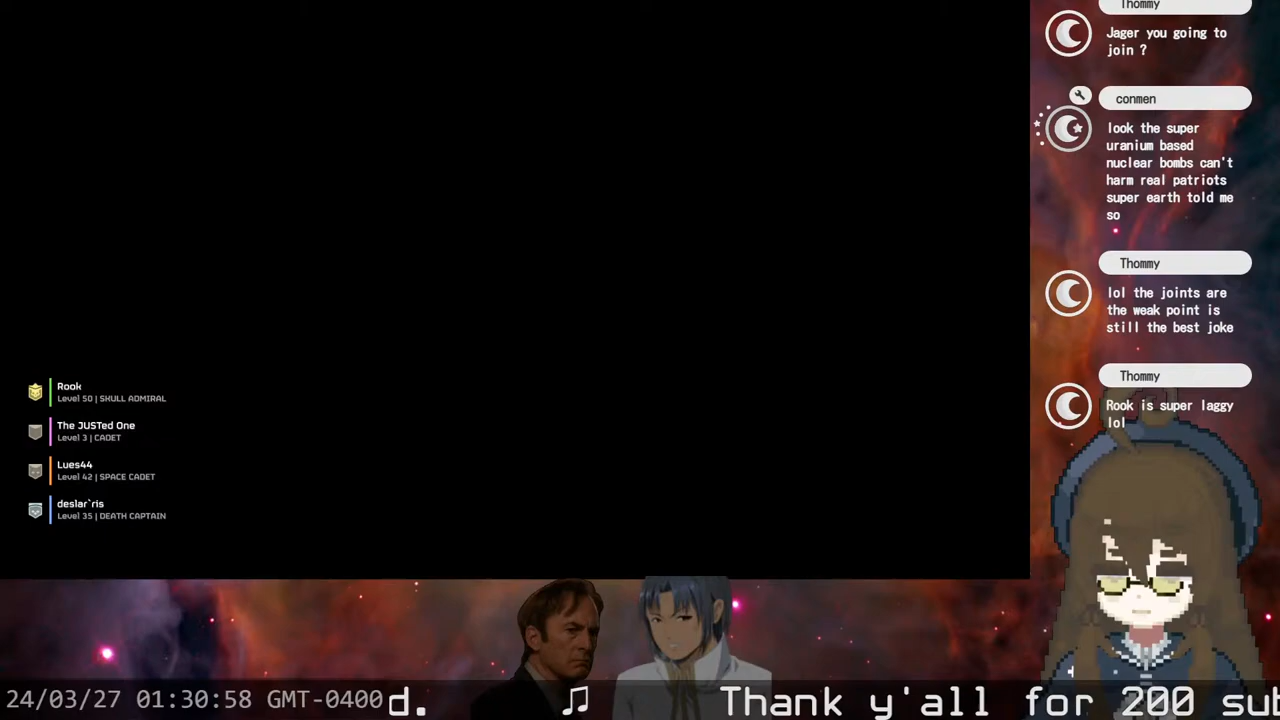 Thommy
Jager you going to
join ?
conmen
look the super
uranium based
nuclear bombs can't
harm real patriots
super earth told me
so
Thommy
lol the joints are
the weak point is
still the best joke
Thommy
Rook is super laggy
lol
Rook
Level 50 | SKULL ADMIRAL
The JUSTed One
Level 3 | CADET
Lues44
Level 42 | SPACE CADET
deslar`ris
Level 35 | DEATH CAPTAIN
24/03/27 01:30:58 GMT-0400 d. ♫ Thank y'all for 200 sub